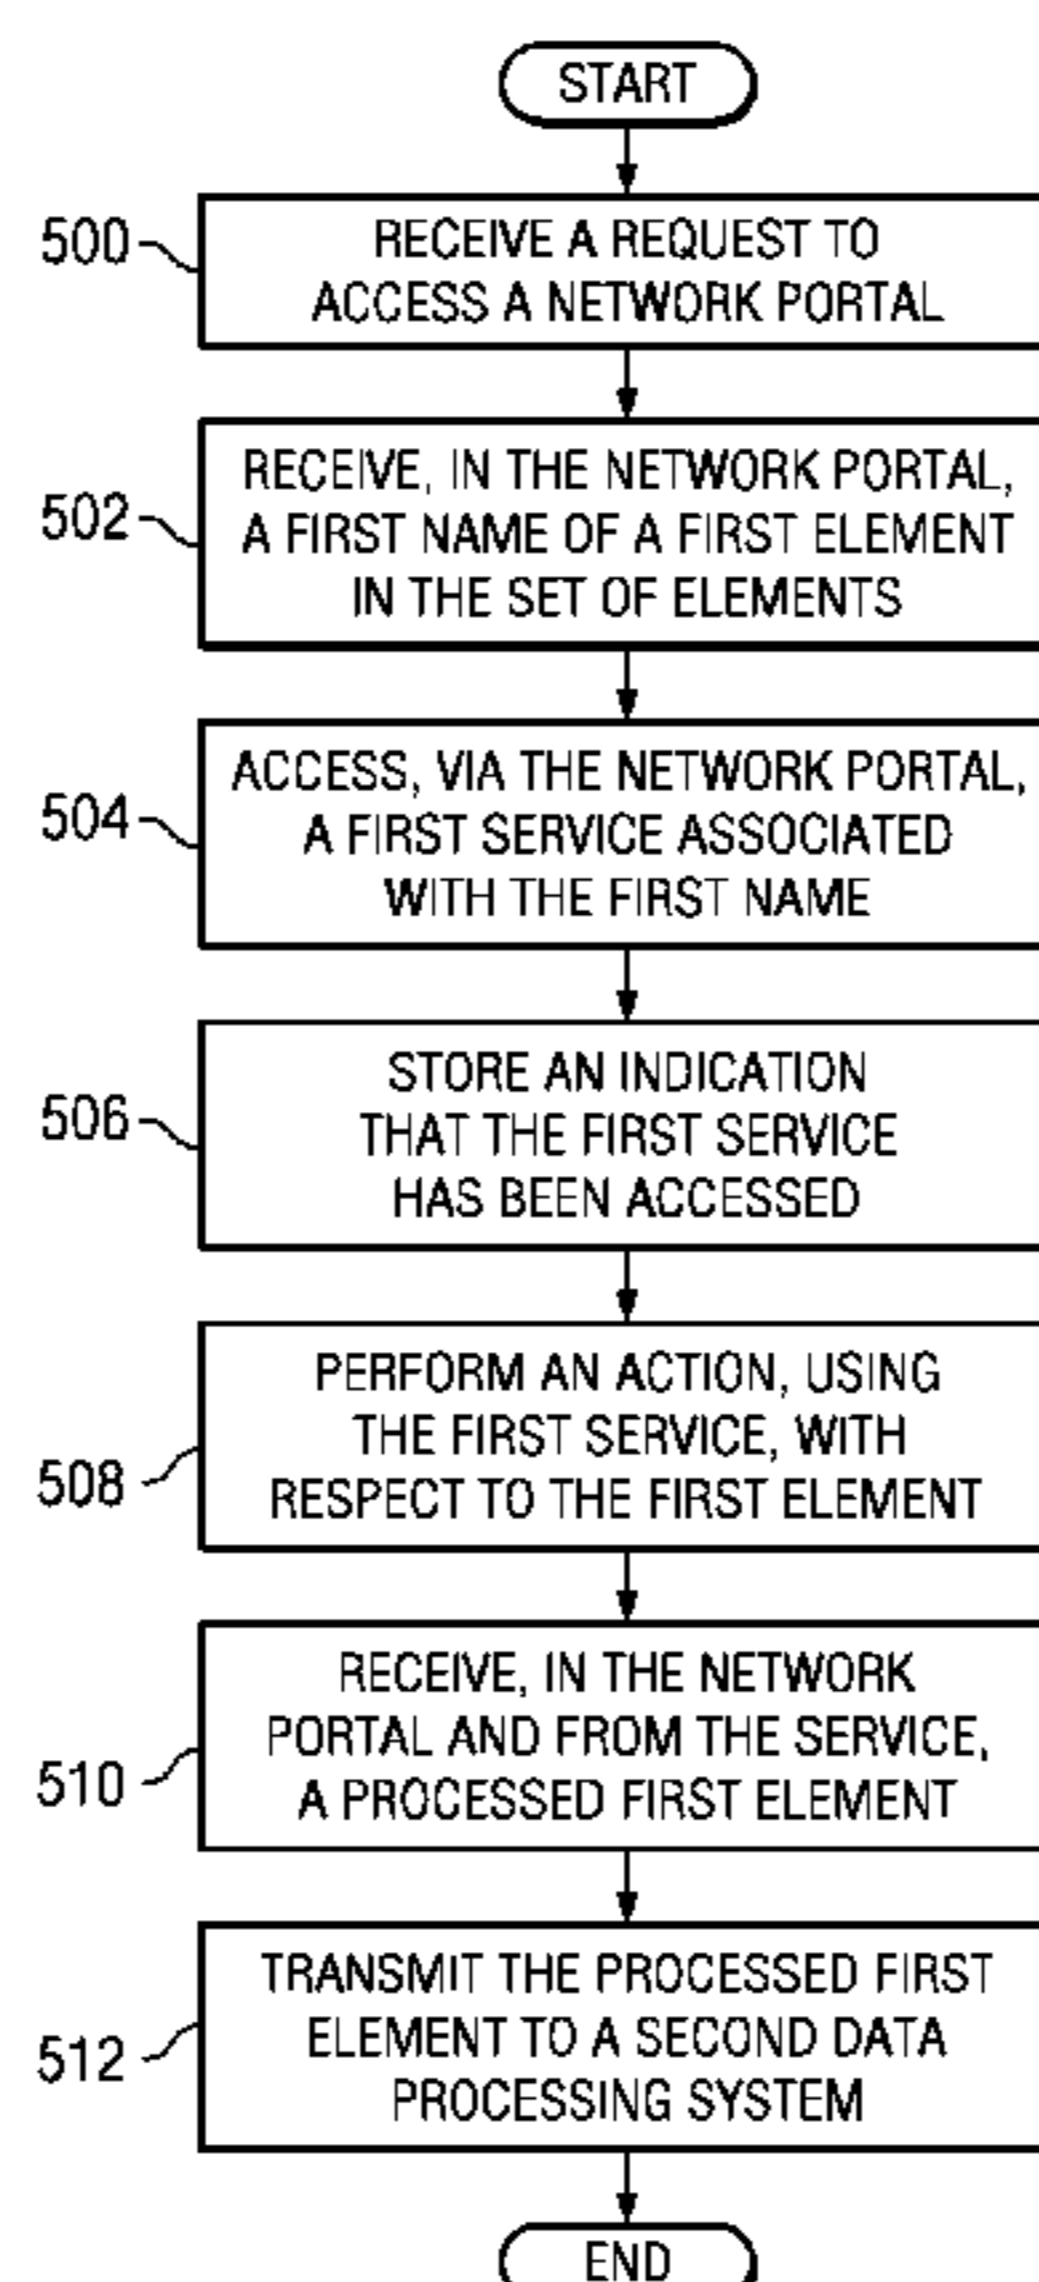 START
500
RECEIVE A REQUEST TO
ACCESS A NETWORK PORTAL
502
RECEIVE, IN THE NETWORK PORTAL,
A FIRST NAME OF A FIRST ELEMENT
IN THE SET OF ELEMENTS
504
ACCESS, VIA THE NETWORK PORTAL,
A FIRST SERVICE ASSOCIATED
WITH THE FIRST NAME
506
STORE AN INDICATION
THAT THE FIRST SERVICE
HAS BEEN ACCESSED
508
PERFORM AN ACTION, USING
THE FIRST SERVICE, WITH
RESPECT TO THE FIRST ELEMENT
510
RECEIVE, IN THE NETWORK
PORTAL AND FROM THE SERVICE,
A PROCESSED FIRST ELEMENT
512
TRANSMIT THE PROCESSED FIRST
ELEMENT TO A SECOND DATA
PROCESSING SYSTEM
END